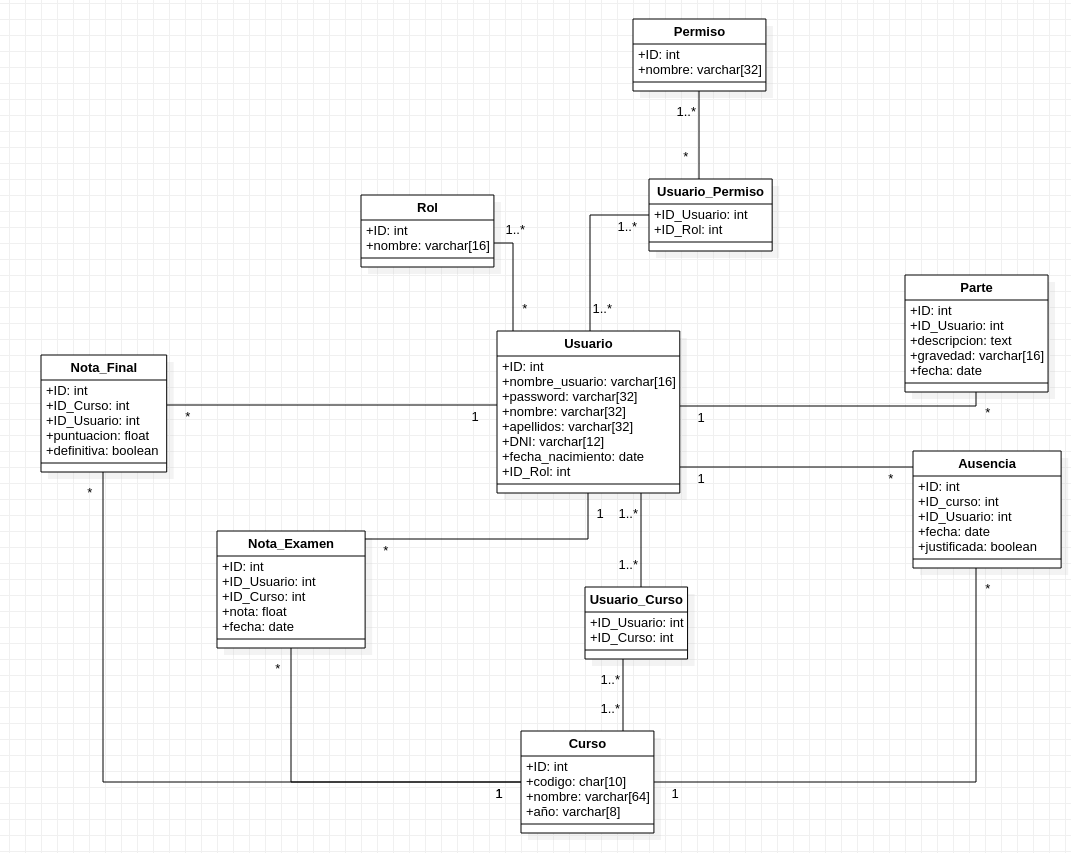 Permiso
+ID: int
+nombre: varchar[32]
1..*
*
Usuario_Permiso
+ID_Usuario: int
+ID_Rol: int
1..*
1..*
Rol
+ID: int
+nombre: varchar[16]
1..*
*
Usuario
+ID: int
+nombre_usuario: varchar[16]
+password: varchar[32]
+nombre: varchar[32]
+apellidos: varchar[32]
+DNI: varchar[12]
+fecha_nacimiento: date
+ID_Rol: int
Parte
+ID: int
+ID_Usuario: int
+descripcion: text
+gravedad: varchar[16]
+fecha: date
1
*
Nota_Final
+ID: int
+ID_Curso: int
+ID_Usuario: int
+puntuacion: float
+definitiva: boolean
*
1
*
Ausencia
+ID: int
+ID_curso: int
+ID_Usuario: int
+fecha: date
+justificada: boolean
1
*
*
Nota_Examen
+ID: int
+ID_Usuario: int
+ID_Curso: int
+nota: float
+fecha: date
*
1
*
1..*
1..*
Usuario_Curso
+ID_Usuario: int
+ID_Curso: int
1..*
1..*
Curso
+ID: int
+codigo: char[10]
+nombre: varchar[64]
+año: varchar[8]
1
1